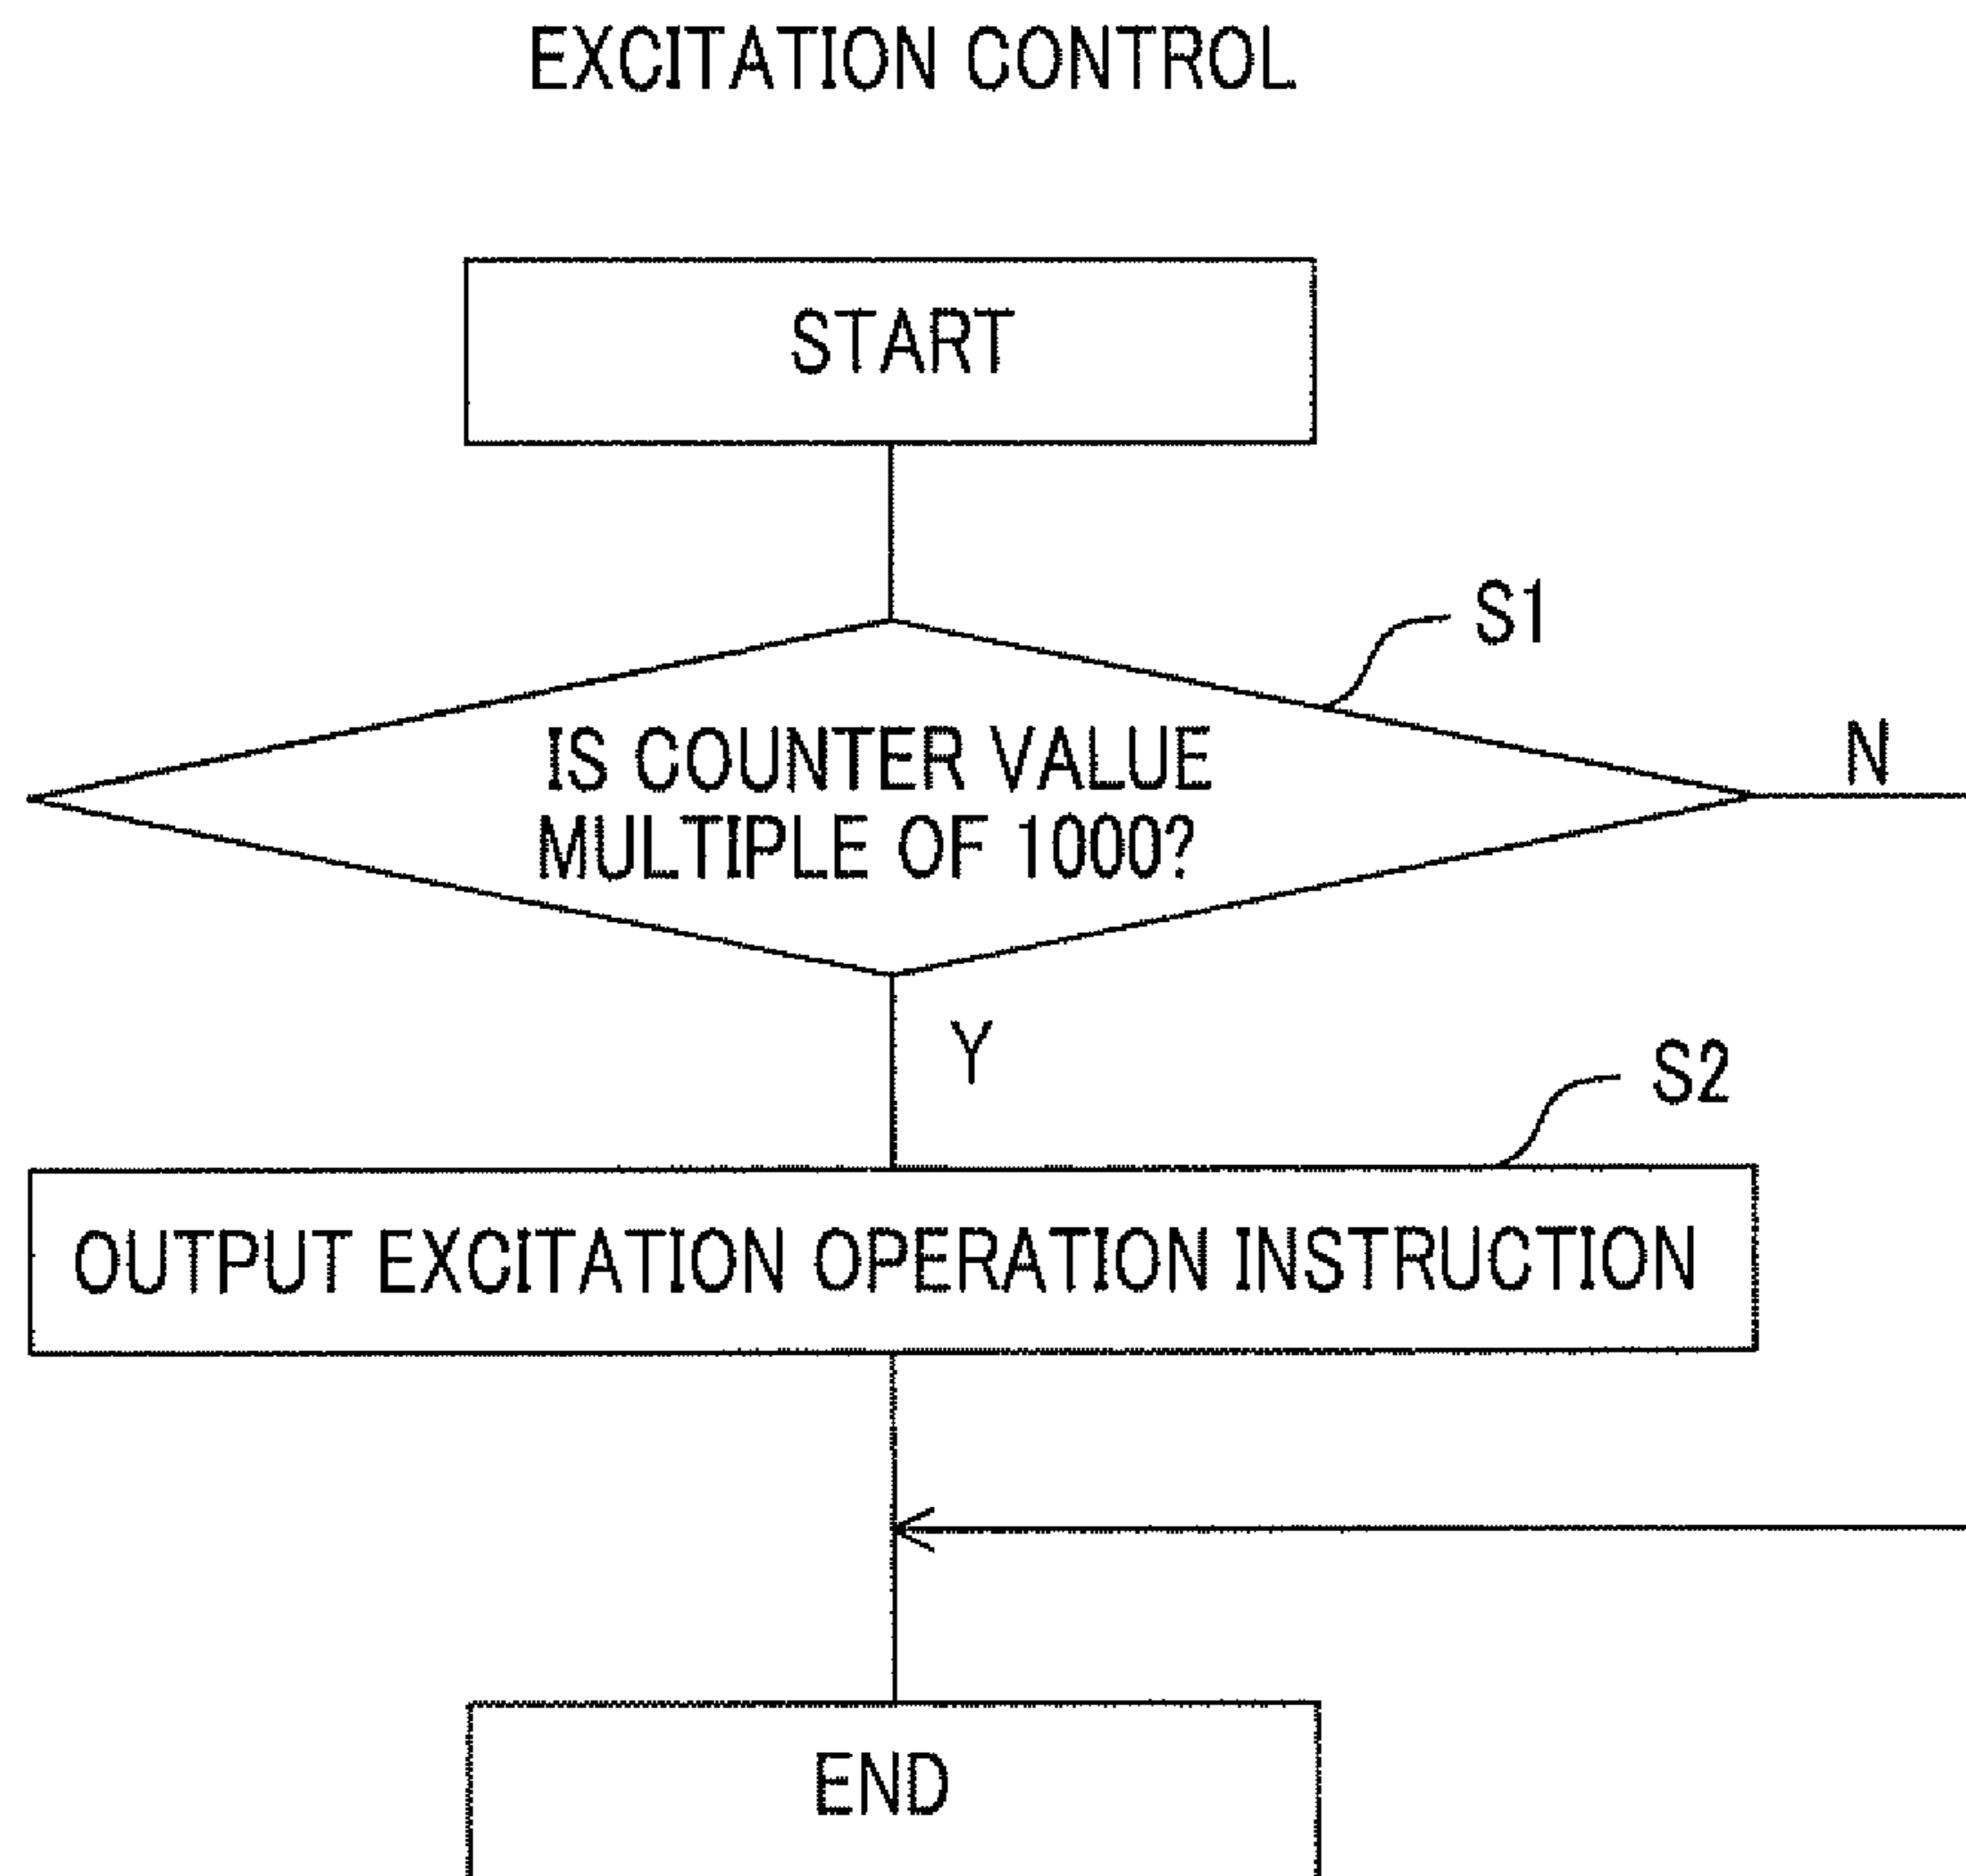 EXCITATION CONTROL
START
S1
IS COUNTER VALUE
MULTIPLE OF 1000?
N
Y
S2
OUTPUT EXCITATION OPERATION INSTRUCTION
END